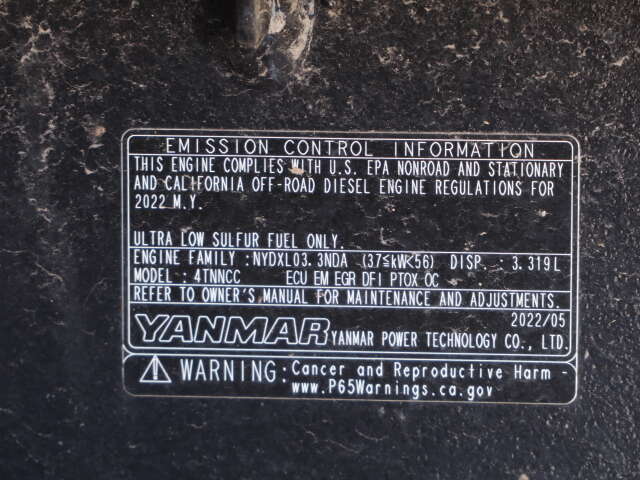 EMISSION CONTROL INFORMATION
THIS ENGINE COMPLIES WITH U.S. EPA NONROAD AND STATIONARY
AND CALIFORNIA OFF-ROAD DIESEL ENGINE REGULATIONS FOR
2022 M.Y.
ULTRA LOW SULFUR FUEL ONLY.
ENGINE FAMILY : NYDXL03.3NDA (37≤kW<56) DISP. : 3.319L
MODEL : 4TNNCC ECU EM EGR DFI PTOX OC
REFER TO OWNER'S MANUAL FOR MAINTENANCE AND ADJUSTMENTS.
2022/05
YANMAR YANMAR POWER TECHNOLOGY CO., LTD.
WARNING: Cancer and Reproductive Harm -
www.P65Warnings.ca.gov